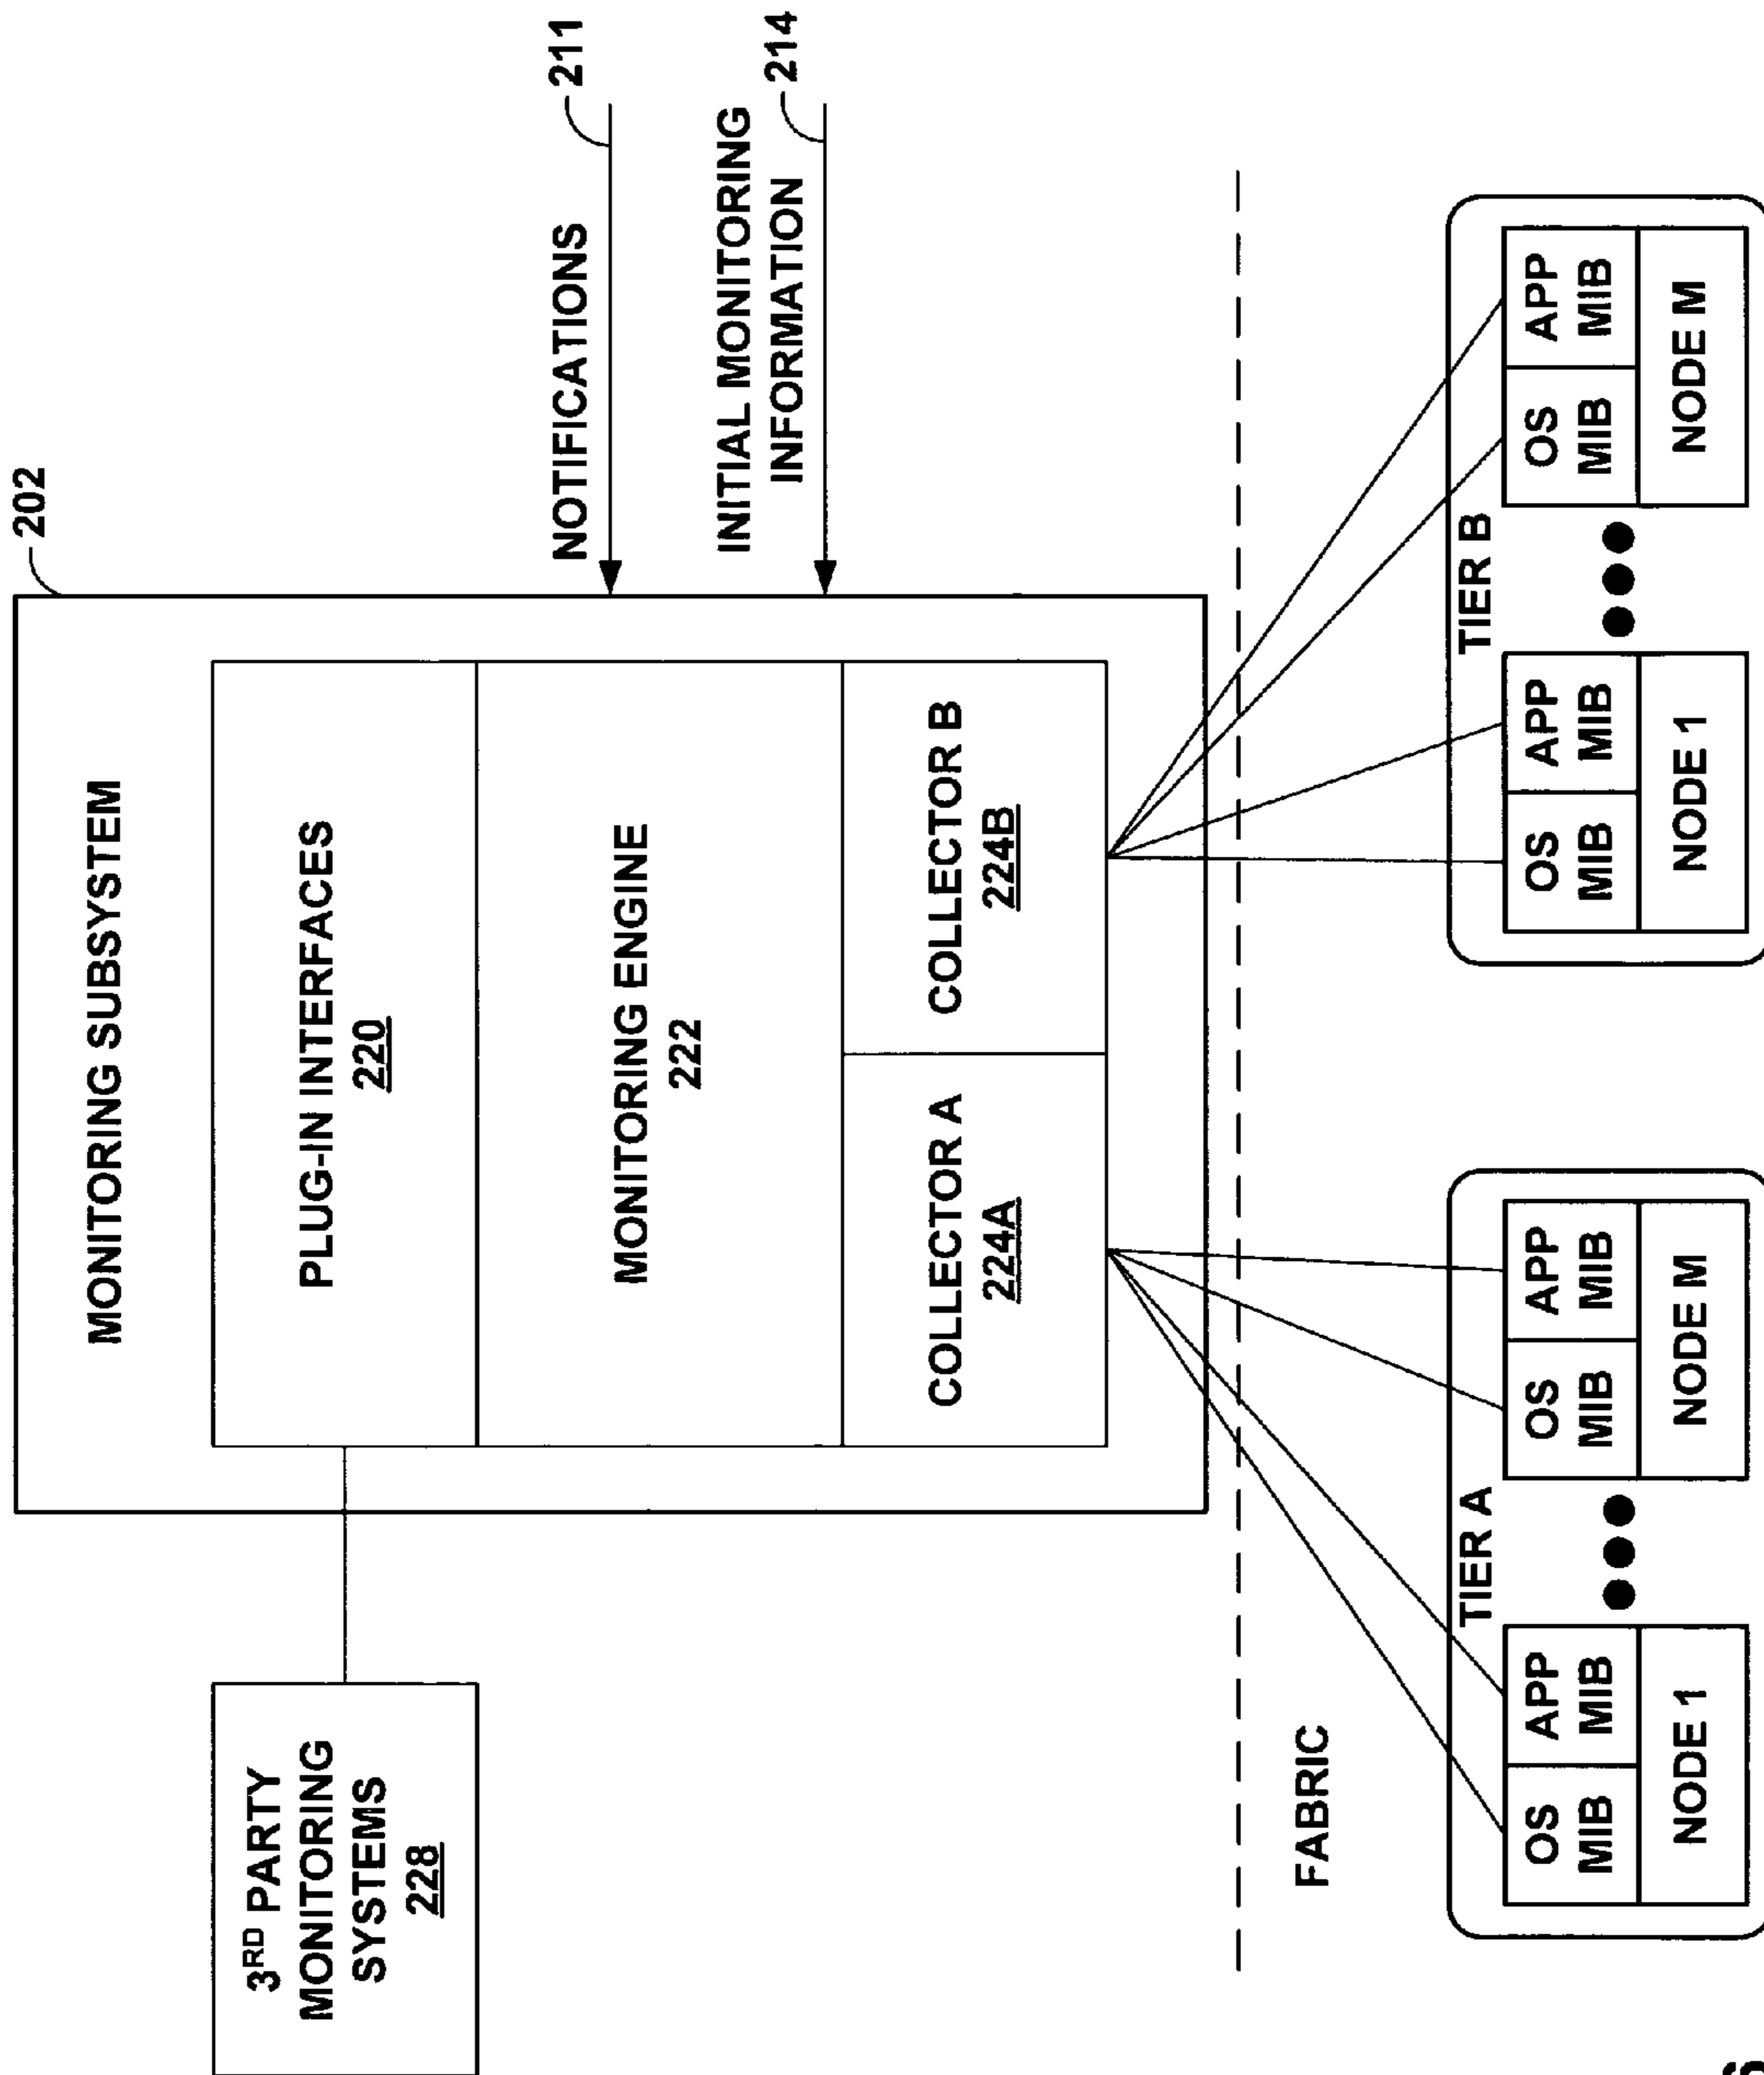 202
MONITORING SUBSYSTEM
3RD PARTY
MONITORING
SYSTEMS
228
PLUG-IN INTERFACES
220
MONITORING ENGINE
222
COLLECTOR A
224A
COLLECTOR B
224B
NOTIFICATIONS
211
INITIAL MONITORING
INFORMATION
214
FABRIC
TIER A
OS
MIB
APP
MIB
NODE 1
OS
MIB
APP
MIB
NODE M
TIER B
OS
MIB
APP
MIB
NODE 1
OS
MIB
APP
MIB
NODE M